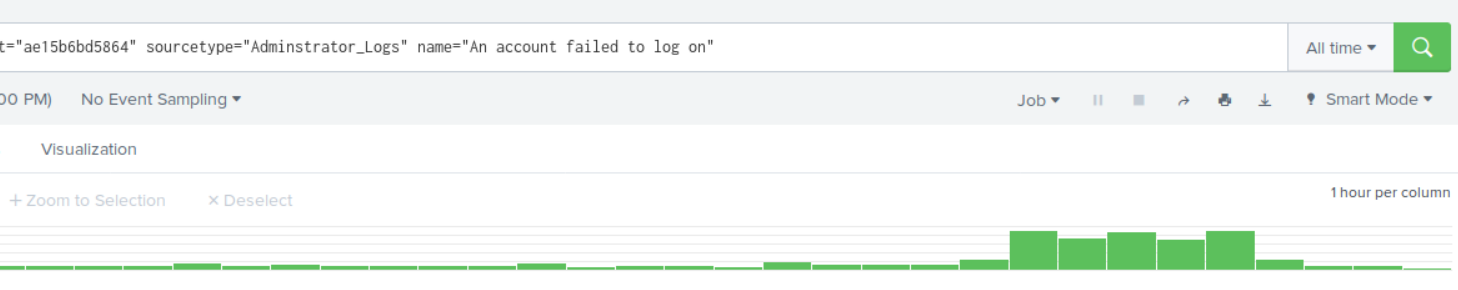 t="ae15b6bd5864" sourcetype="Adminstrator_Logs" name="An account failed to log on"
All time
00 PM) No Event Sampling
Job
Smart Mode
Visualization
+ Zoom to Selection
× Deselect
1 hour per column